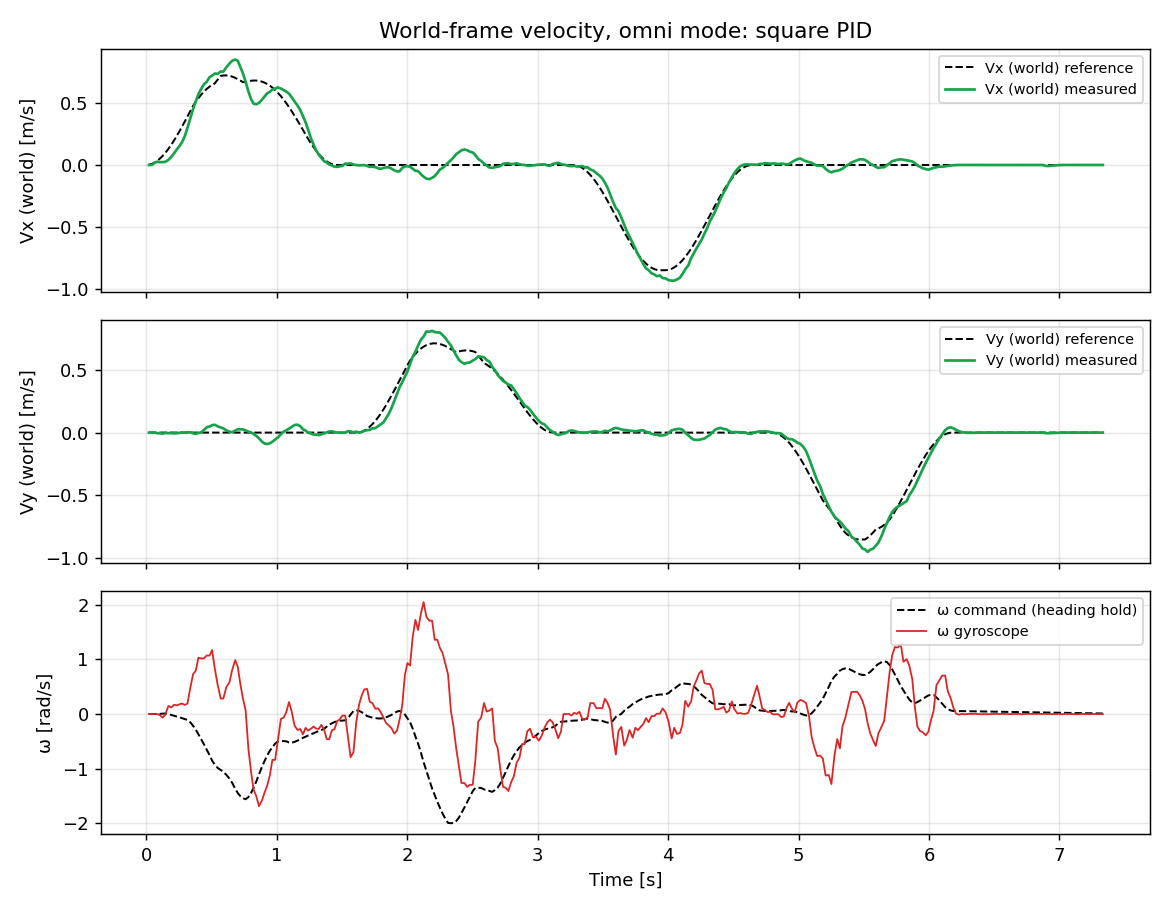 World-frame velocity, omni mode: square PID
Vx (world) [m/s]
0.5
0.0
−0.5
−1.0
Vx (world) reference
Vx (world) measured
Vy (world) [m/s]
0.5
0.0
−0.5
−1.0
Vy (world) reference
Vy (world) measured
ω [rad/s]
2
1
0
−1
−2
ω command (heading hold)
ω gyroscope
0 1 2 3 4 5 6 7
Time [s]